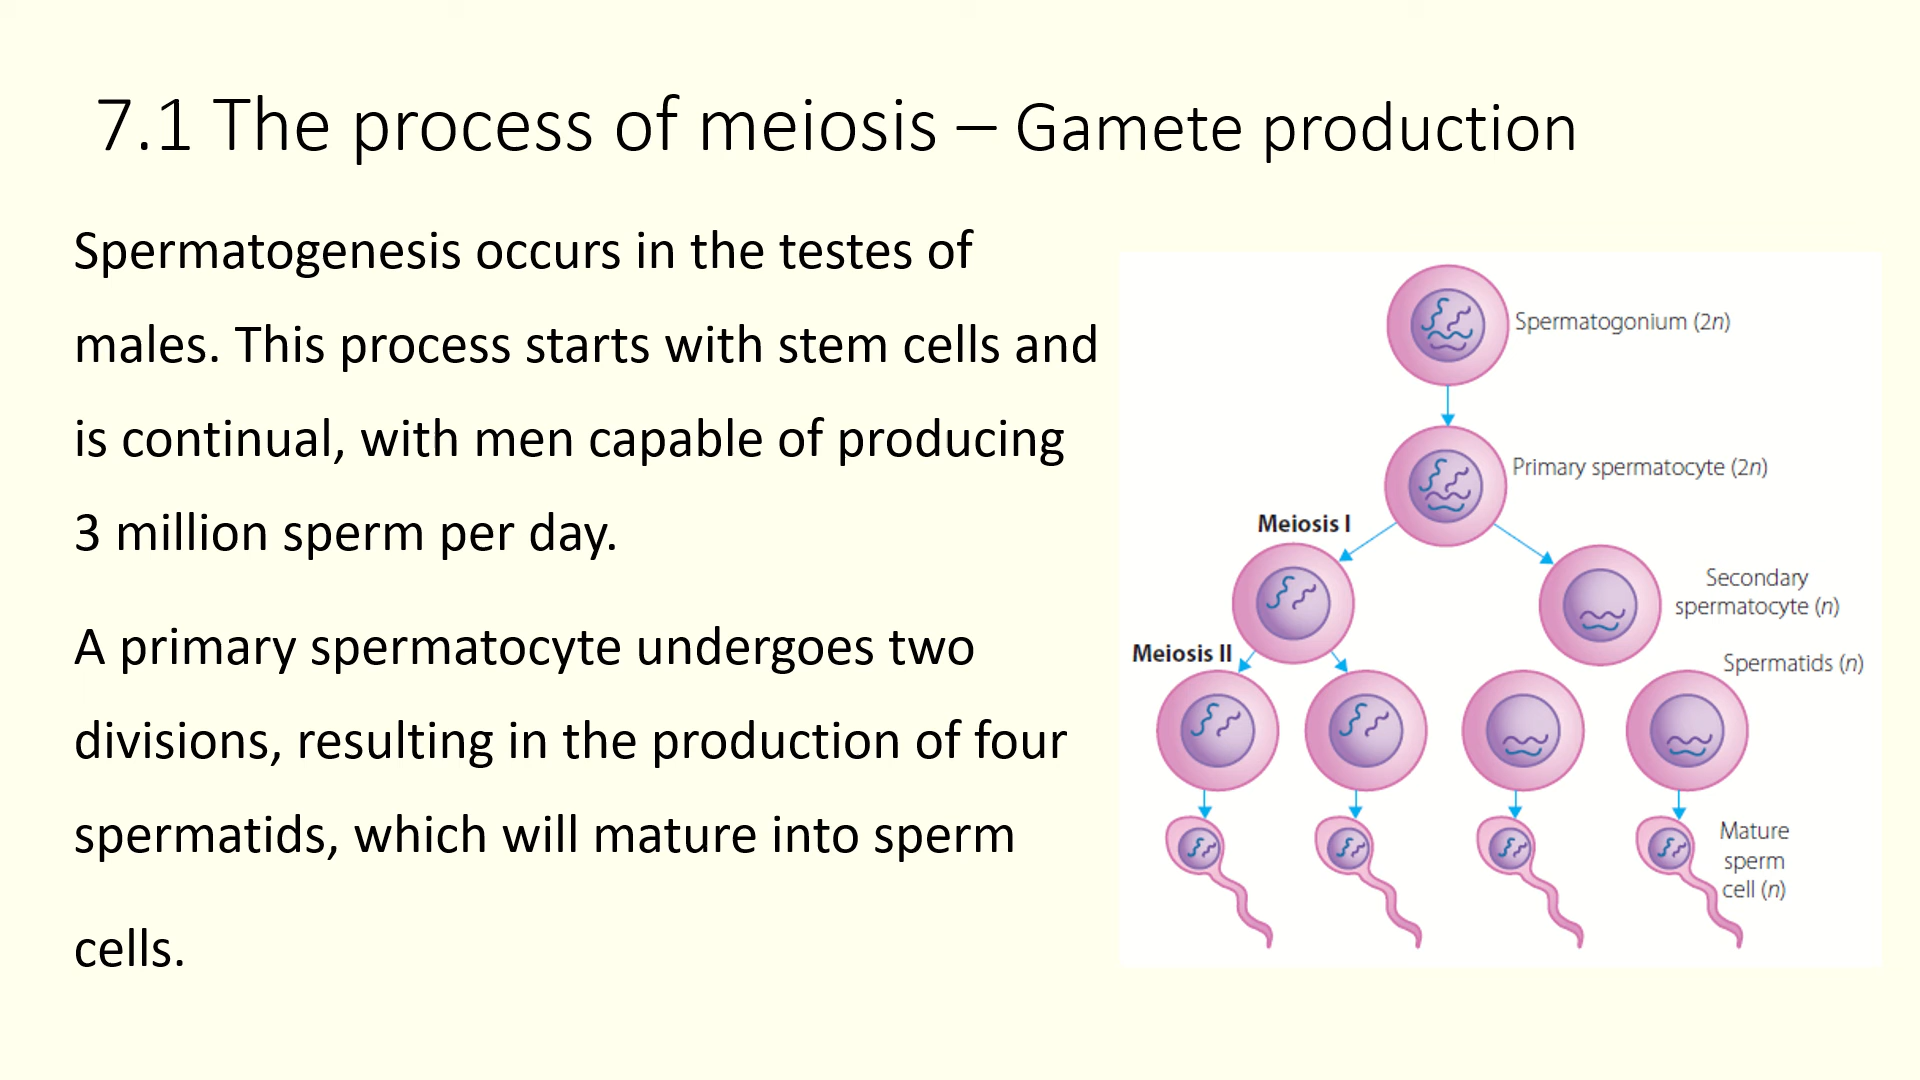 7.1 The process of meiosis – Gamete production
Spermatogenesis occurs in the testes of
males. This process starts with stem cells and
is continual, with men capable of producing
3 million sperm per day.
A primary spermatocyte undergoes two
divisions, resulting in the production of four
spermatids, which will mature into sperm
cells.
Spermatogonium (2n)
Primary spermatocyte (2n)
Meiosis I
Secondary
spermatocyte (n)
Meiosis II
Spermatids (n)
Mature
sperm
cell (n)